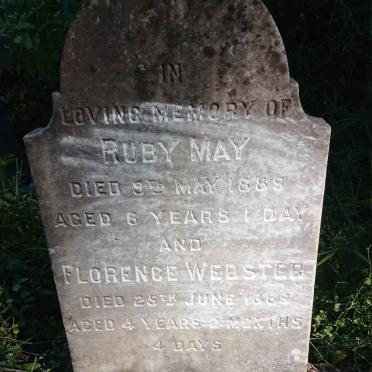 IN
LOVING MEMORY OF
RUBY MAY
DIED 9TH MAY 1889
AGED 6 YEARS 1 DAY
AND
FLORENCE WEBSTER
DIED 25TH JUNE 1889
AGED 4 YEARS 2 MONTHS
4 DAYS